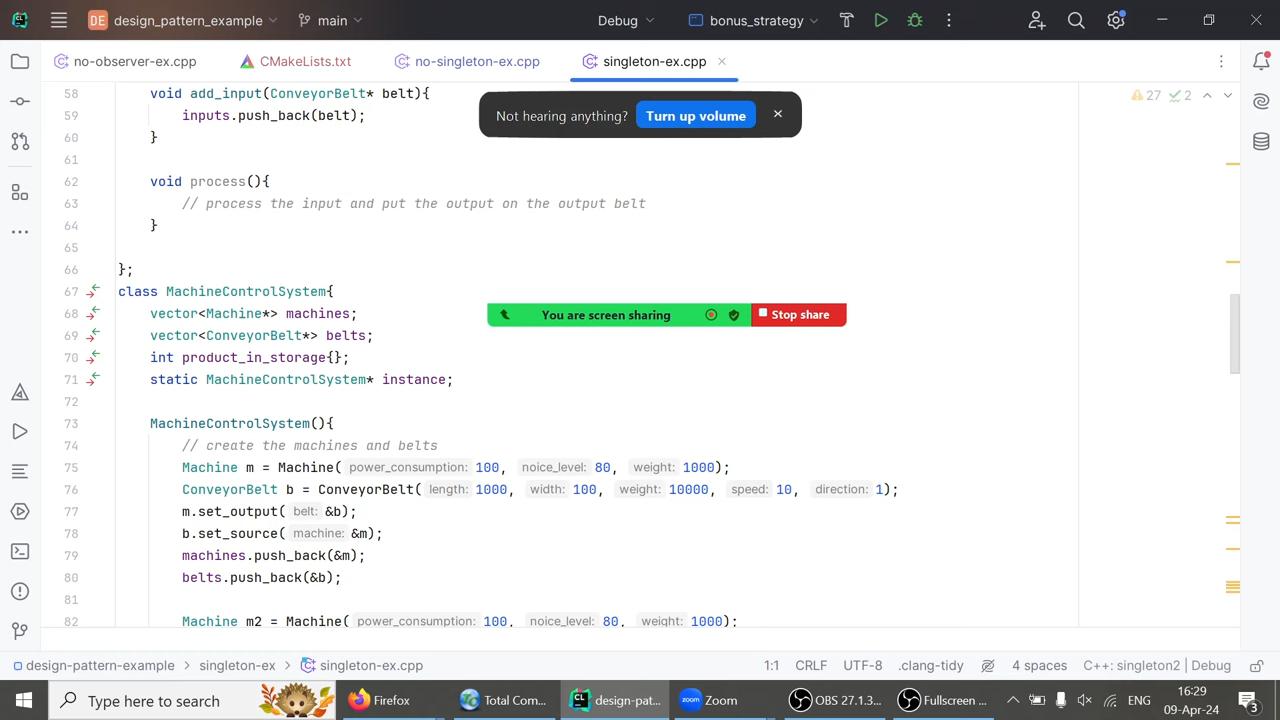 DE design_pattern_example main Debug bonus_strategy
no-observer-ex.cpp CMakeLists.txt no-singleton-ex.cpp singleton-ex.cpp
58 void add_input(ConveyorBelt* belt){
27 2
59 inputs.push_back(belt);
Not hearing anything? Turn up volume
60 }
61
62 void process(){
63 // process the input and put the output on the output belt
64 }
65
66 };
67 class MachineControlSystem{
68 vector<Machine*> machines;
You are screen sharing Stop share
69 vector<ConveyorBelt*> belts;
70 int product_in_storage{};
71 static MachineControlSystem* instance;
72
73 MachineControlSystem(){
74 // create the machines and belts
75 Machine m = Machine( power_consumption: 100, noice_level: 80, weight: 1000);
76 ConveyorBelt b = ConveyorBelt( length: 1000, width: 100, weight: 10000, speed: 10, direction: 1);
77 m.set_output( belt: &b);
78 b.set_source( machine: &m);
79 machines.push_back(&m);
80 belts.push_back(&b);
81
82 Machine m2 = Machine( power_consumption: 100, noice_level: 80, weight: 1000);
design-pattern-example singleton-ex singleton-ex.cpp 1:1 CRLF UTF-8 .clang-tidy 4 spaces C++: singleton2 | Debug
Type here to search Firefox Total Com... design-pat... zoom Zoom OBS 27.1.3... Fullscreen ... ENG 16:29
09-Apr-24 3